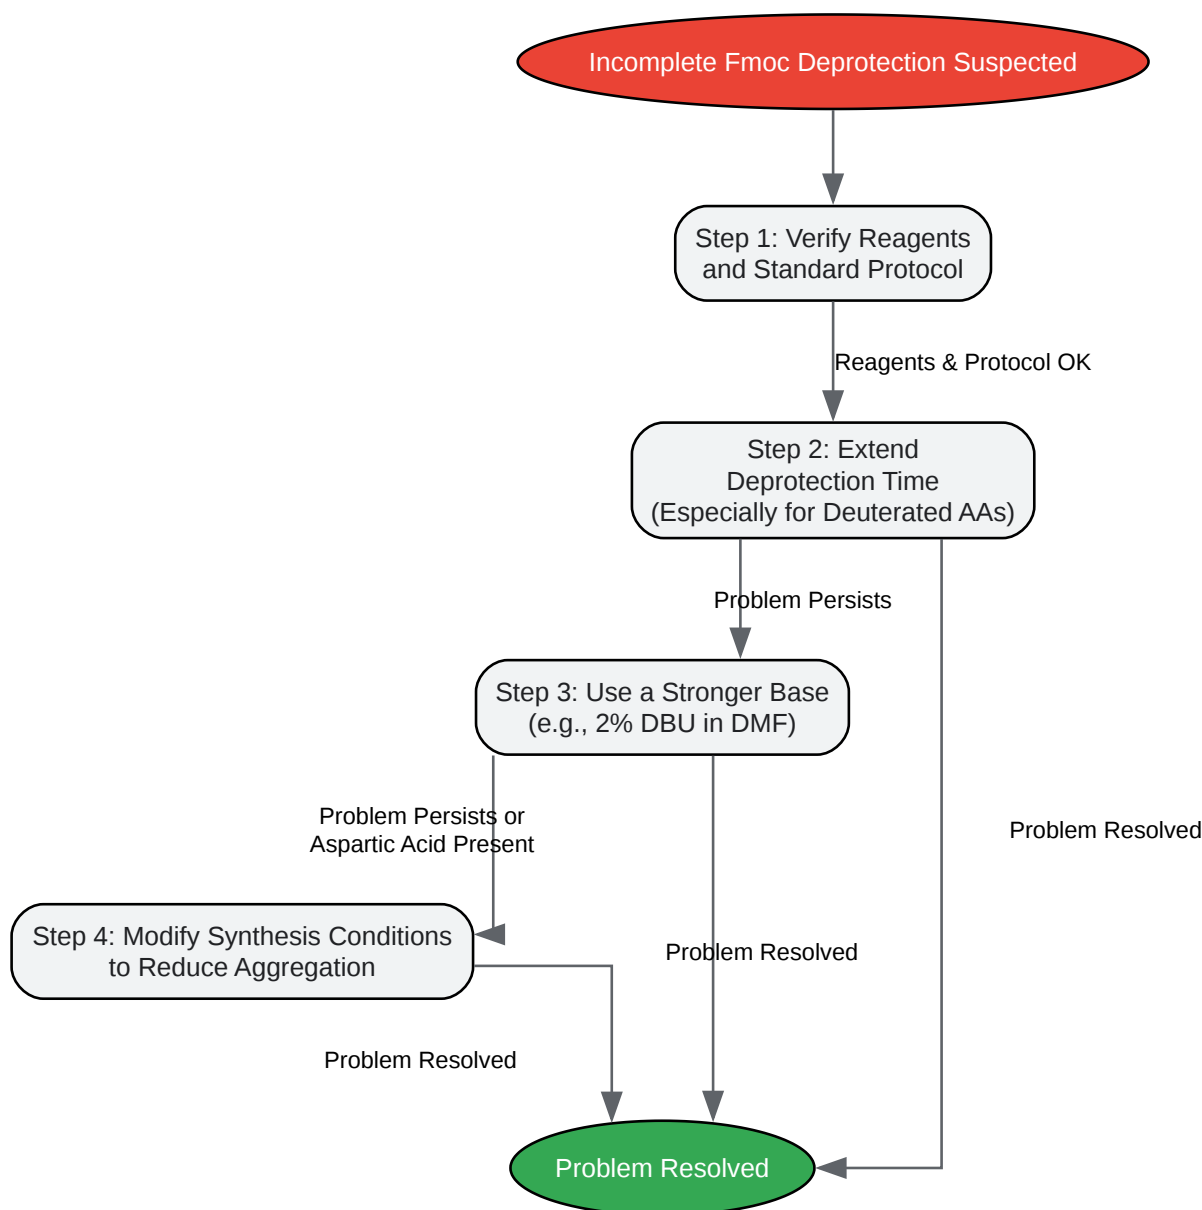 Incomplete Fmoc Deprotection Suspected
Step 1: Verify Reagents
and Standard Protocol
Reagents & Protocol OK
Step 2: Extend
Deprotection Time
(Especially for Deuterated AAs)
Problem Persists
Step 3: Use a Stronger Base
(e.g., 2% DBU in DMF)
Problem Persists or
Aspartic Acid Present
Problem Resolved
Step 4: Modify Synthesis Conditions
to Reduce Aggregation
Problem Resolved
Problem Resolved
Problem Resolved